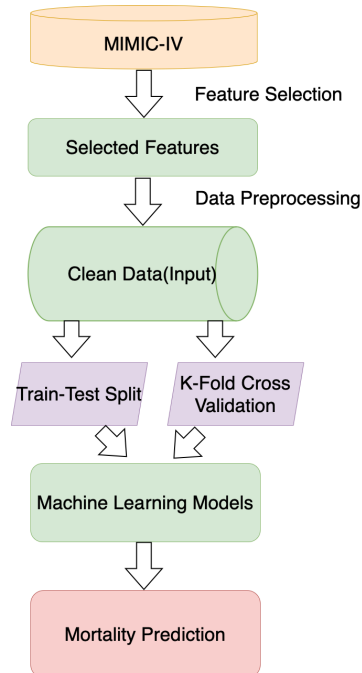 MIMIC-IV
Feature Selection
Selected Features
Data Preprocessing
Clean Data(Input)
Train-Test Split
K-Fold Cross
Validation
Machine Learning Models
Mortality Prediction